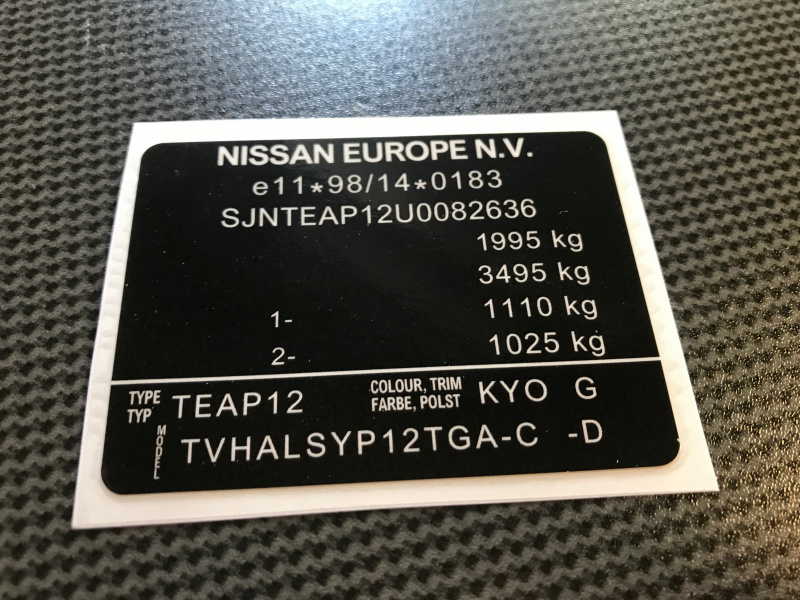 NISSAN EUROPE N.V.
e11*98/14*0183
SJNTEAP12U0082636
1995 kg
3495 kg
1- 1110 kg
2- 1025 kg
TYPE TYP TEAP12 COLOUR, TRIM FARBE, POLST KYO G
MODEL TVHALSYP12TGA-C -D